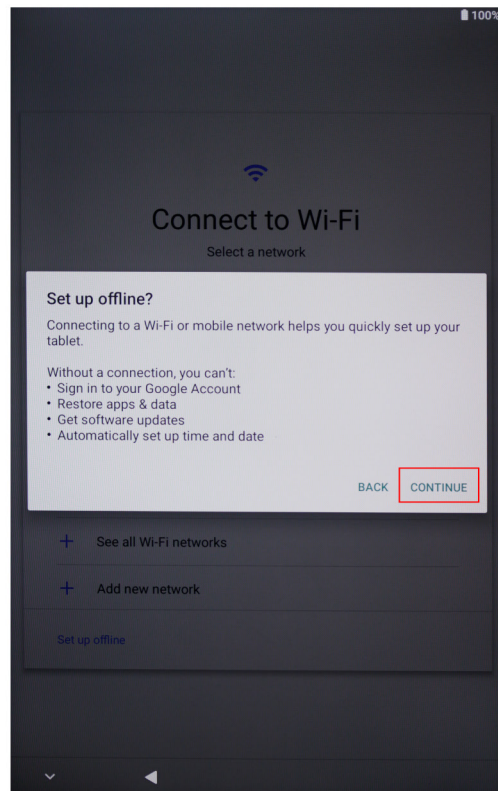 100%
Connect to Wi-Fi
Select a network
Set up offline?
Connecting to a Wi-Fi or mobile network helps you quickly set up your
tablet.
Without a connection, you can't:
• Sign in to your Google Account
• Restore apps & data
• Get software updates
• Automatically set up time and date
BACK CONTINUE
+ See all Wi-Fi networks
+ Add new network
Set up offline